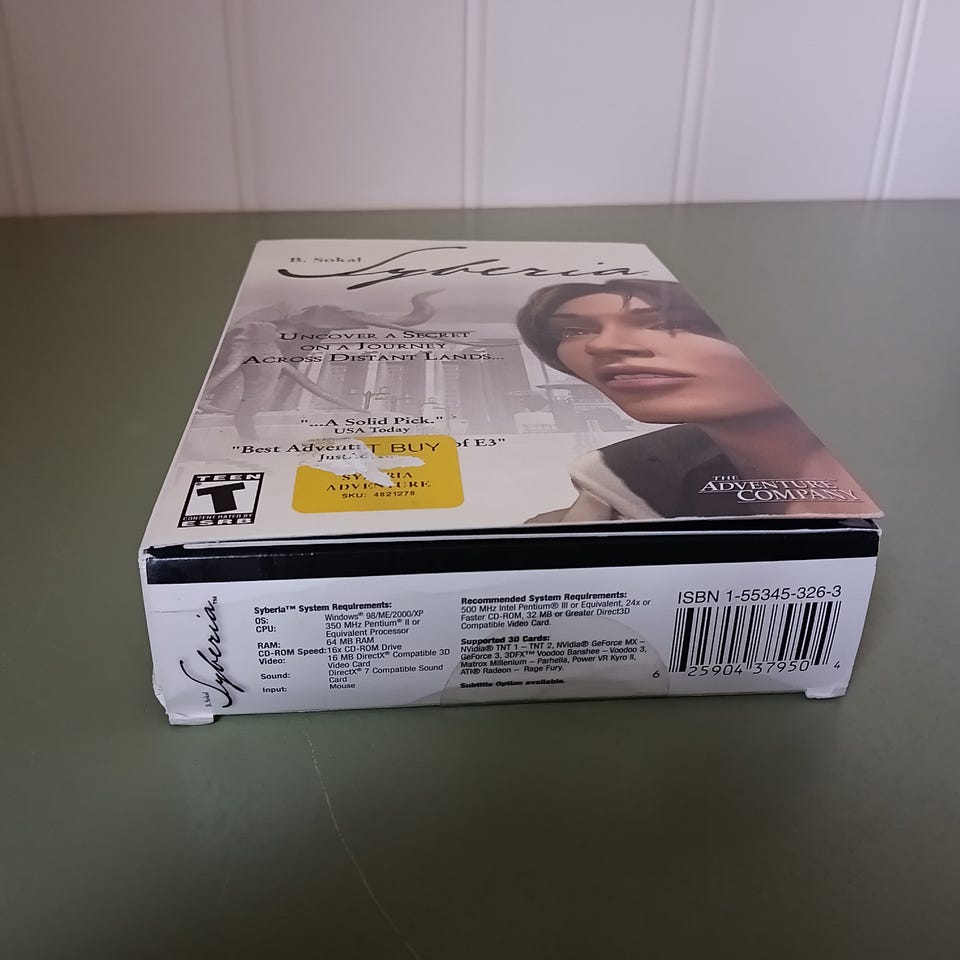 B. Sokal
Syberia
UNCOVER A SECRET
ON A JOURNEY
ACROSS DISTANT LANDS...
"...A SOLID PICK."
USA TODAY
"BEST of E3"
T BUY
ADVENTURE
SKU: 4821278
TEEN
T
CONTENT RATED BY
ESRB
THE
ADVENTURE
COMPANY
B. Sokal
Syberia™
Syberia™ System Requirements:
OS: Windows® 98/ME/2000/XP
CPU: 350 MHz Pentium® II or
Equivalent Processor
RAM: 64 MB RAM
CD-ROM Speed: 16x CD-ROM Drive
Video: 16 MB DirectX® Compatible 3D
Video Card
Sound: DirectX® 7 Compatible Sound
Card
Input: Mouse
Recommended System Requirements:
500 MHz Intel Pentium® III or Equivalent, 24x or
Faster CD-ROM, 32 MB or Greater Direct3D
Compatible Video Card.
Supported 3D Cards:
NVidia® TNT 1 – TNT 2, NVidia® GeForce MX –
GeForce 3, 3DFX™ Voodoo Banshee – Voodoo 3,
Matrox Millenium – Parhelia, Power VR Kyro II,
ATI® Radeon – Rage Fury.
Subtitle Option available.
ISBN 1-55345-326-3
6 25904 37950 4